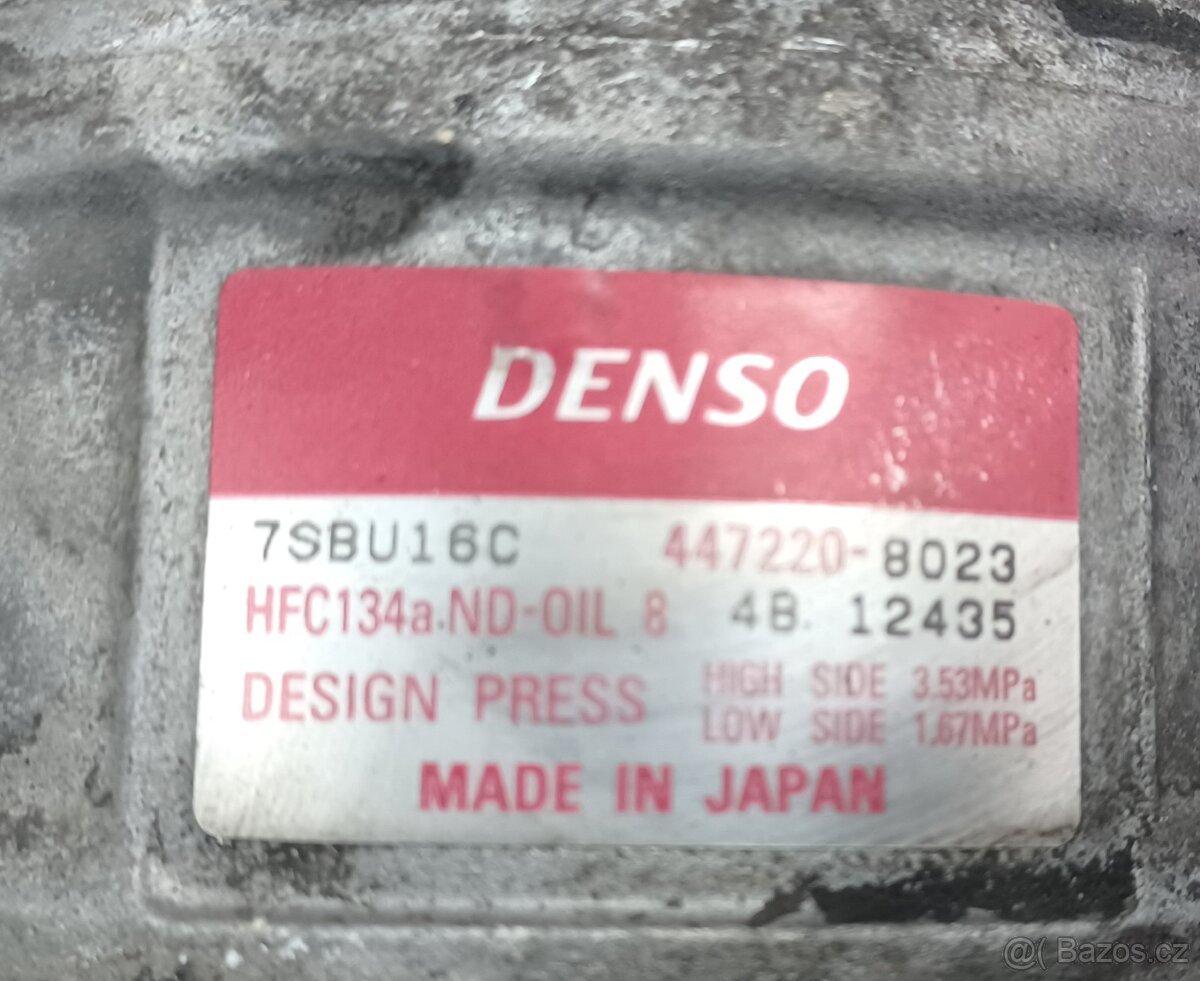 DENSO
7SBU16C 447220-8023
HFC134a ND-OIL 8 4B 12435
DESIGN PRESS HIGH SIDE 3.53MPa
LOW SIDE 1.67MPa
MADE IN JAPAN
@( Bazos.cz